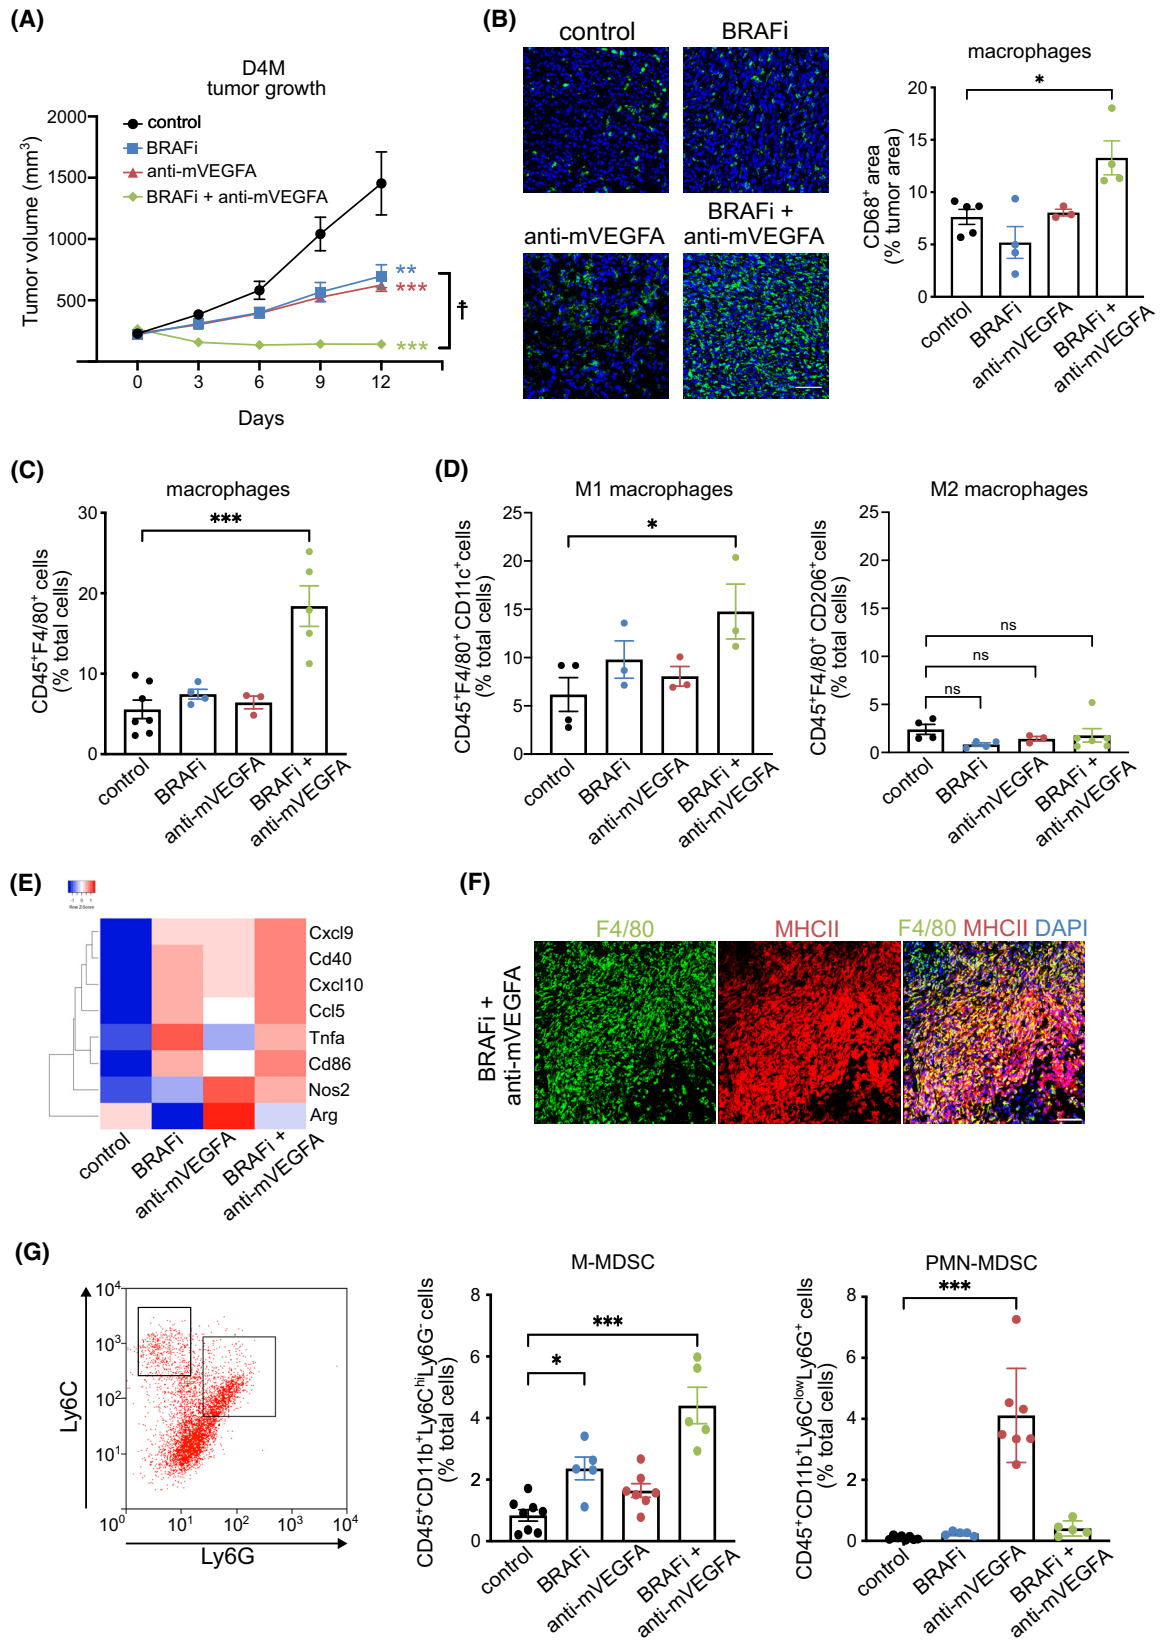 (A)
D4M
tumor growth
Tumor volume (mm³)
2000
1500
1000
500
control
BRAFi
anti-mVEGFA
BRAFi + anti-mVEGFA
**
***
***
‡
0 3 6 9 12
Days
(B)
control
BRAFi
anti-mVEGFA
BRAFi +
anti-mVEGFA
macrophages
*
CD68⁺ area
(% tumor area)
20
15
10
5
0
control
BRAFi
anti-mVEGFA
BRAFi +
anti-mVEGFA
(C)
macrophages
***
CD45⁺F4/80⁺ cells
(% total cells)
30
20
10
0
control
BRAFi
anti-mVEGFA
BRAFi +
anti-mVEGFA
(D)
M1 macrophages
*
CD45⁺F4/80⁺ CD11c⁺cells
(% total cells)
25
20
15
10
5
0
control
BRAFi
anti-mVEGFA
BRAFi +
anti-mVEGFA
M2 macrophages
CD45⁺F4/80⁺ CD206⁺cells
(% total cells)
25
20
15
10
5
0
ns
ns
ns
control
BRAFi
anti-mVEGFA
BRAFi +
anti-mVEGFA
(E)
-1 0 1
Row Z-Score
Cxcl9
Cd40
Cxcl10
Ccl5
Tnfa
Cd86
Nos2
Arg
control
BRAFi
anti-mVEGFA
BRAFi +
anti-mVEGFA
(F)
F4/80
MHCII
F4/80 MHCII DAPI
BRAFi +
anti-mVEGFA
(G)
Ly6C
10⁴
10³
10²
10¹
10⁰ 10¹ 10² 10³ 10⁴
Ly6G
M-MDSC
***
*
CD45⁺CD11b⁺Ly6CʰⁱLy6G⁻ cells
(% total cells)
8
6
4
2
0
control
BRAFi
anti-mVEGFA
BRAFi +
anti-mVEGFA
PMN-MDSC
***
CD45⁺CD11b⁺Ly6CˡᵒʷLy6G⁺ cells
(% total cells)
8
6
4
2
0
control
BRAFi
anti-mVEGFA
BRAFi +
anti-mVEGFA